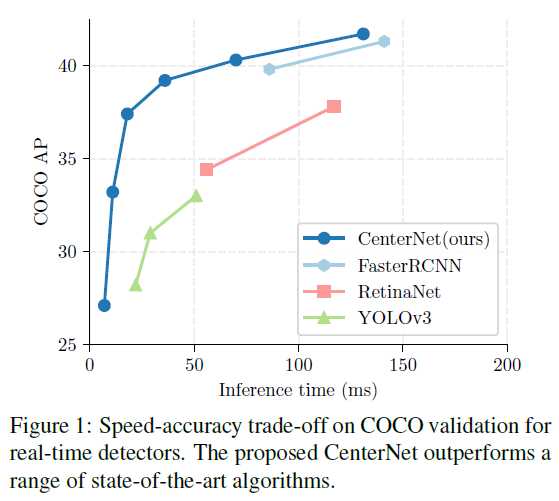 40
35
30
25
COCO AP
0 50 100 150 200
Inference time (ms)
CenterNet(ours)
FasterRCNN
RetinaNet
YOLOv3
Figure 1: Speed-accuracy trade-off on COCO validation for
real-time detectors. The proposed CenterNet outperforms a
range of state-of-the-art algorithms.